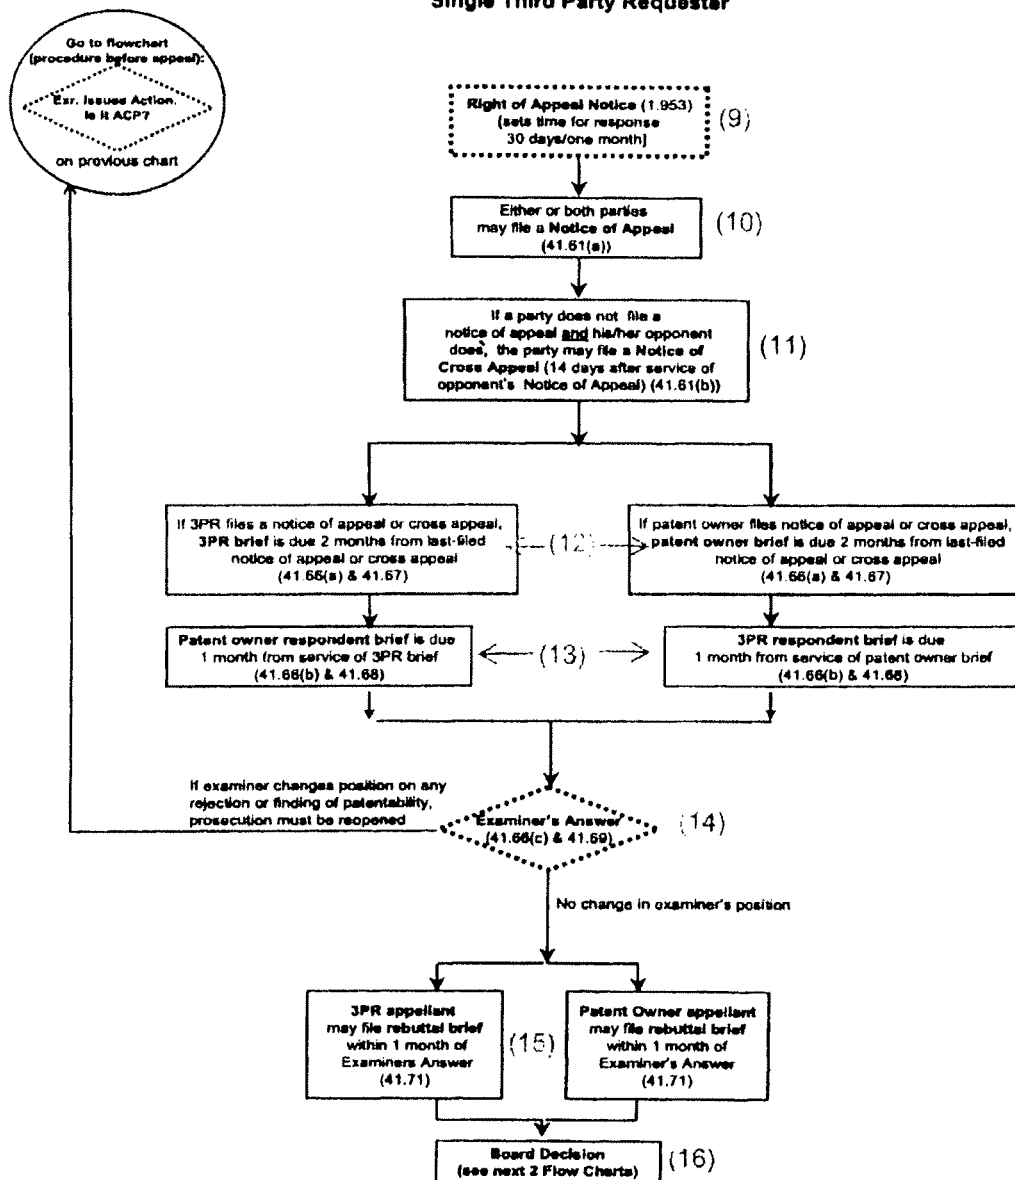 Single Third Party Requestar
Go to flowchart
(procedure before appeal):
Exr. Issues Action.
Is it ACP?
on previous chart
Right of Appeal Notice (1.953)
[sets time for response
30 days/one month]
(9)
Either or both parties
may file a Notice of Appeal
(41.61(a))
(10)
If a party does not file a
notice of appeal and his/her opponent
does, the party may file a Notice of
Cross Appeal (14 days after service of
opponent's Notice of Appeal) (41.61(b))
(11)
If 3PR files a notice of appeal or cross appeal,
3PR brief is due 2 months from last-filed
notice of appeal or cross appeal
(41.66(a) & 41.67)
(12)
If patent owner files notice of appeal or cross appeal,
patent owner brief is due 2 months from last-filed
notice of appeal or cross appeal
(41.66(a) & 41.67)
Patent owner respondent brief is due
1 month from service of 3PR brief
(41.66(b) & 41.68)
(13)
3PR respondent brief is due
1 month from service of patent owner brief
(41.66(b) & 41.68)
If examiner changes position on any
rejection or finding of patentability,
prosecution must be reopened
Examiner's Answer
(41.66(c) & 41.69)
(14)
No change in examiner's position
3PR appellant
may file rebuttal brief
within 1 month of
Examiners Answer
(41.71)
(15)
Patent Owner appellant
may file rebuttal brief
within 1 month of
Examiner's Answer
(41.71)
Board Decision
(see next 2 Flow Charts)
(16)